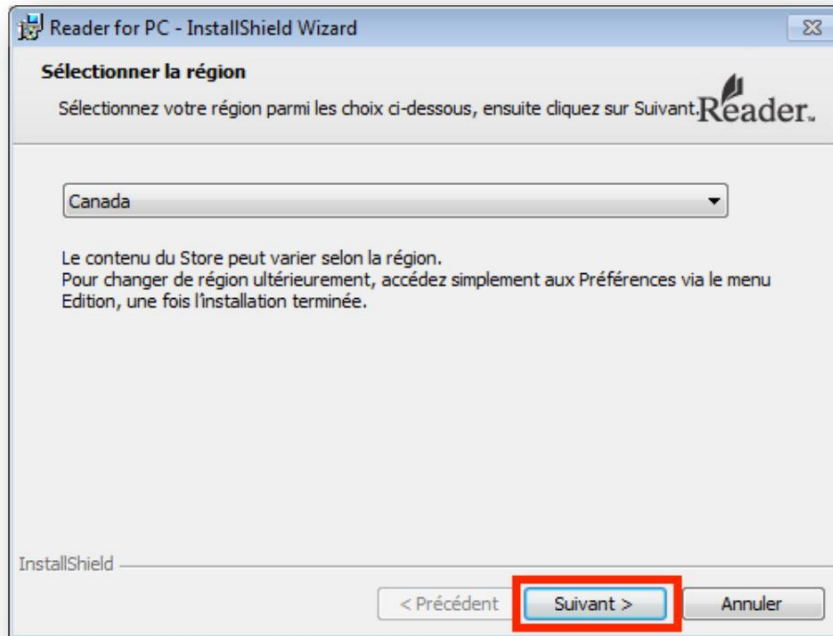 Reader for PC - InstallShield Wizard
Sélectionner la région
Sélectionnez votre région parmi les choix ci-dessous, ensuite cliquez sur Suivant.
Reader™
Canada
Le contenu du Store peut varier selon la région.
Pour changer de région ultérieurement, accédez simplement aux Préférences via le menu
Edition, une fois l'installation terminée.
InstallShield
< Précédent
Suivant >
Annuler